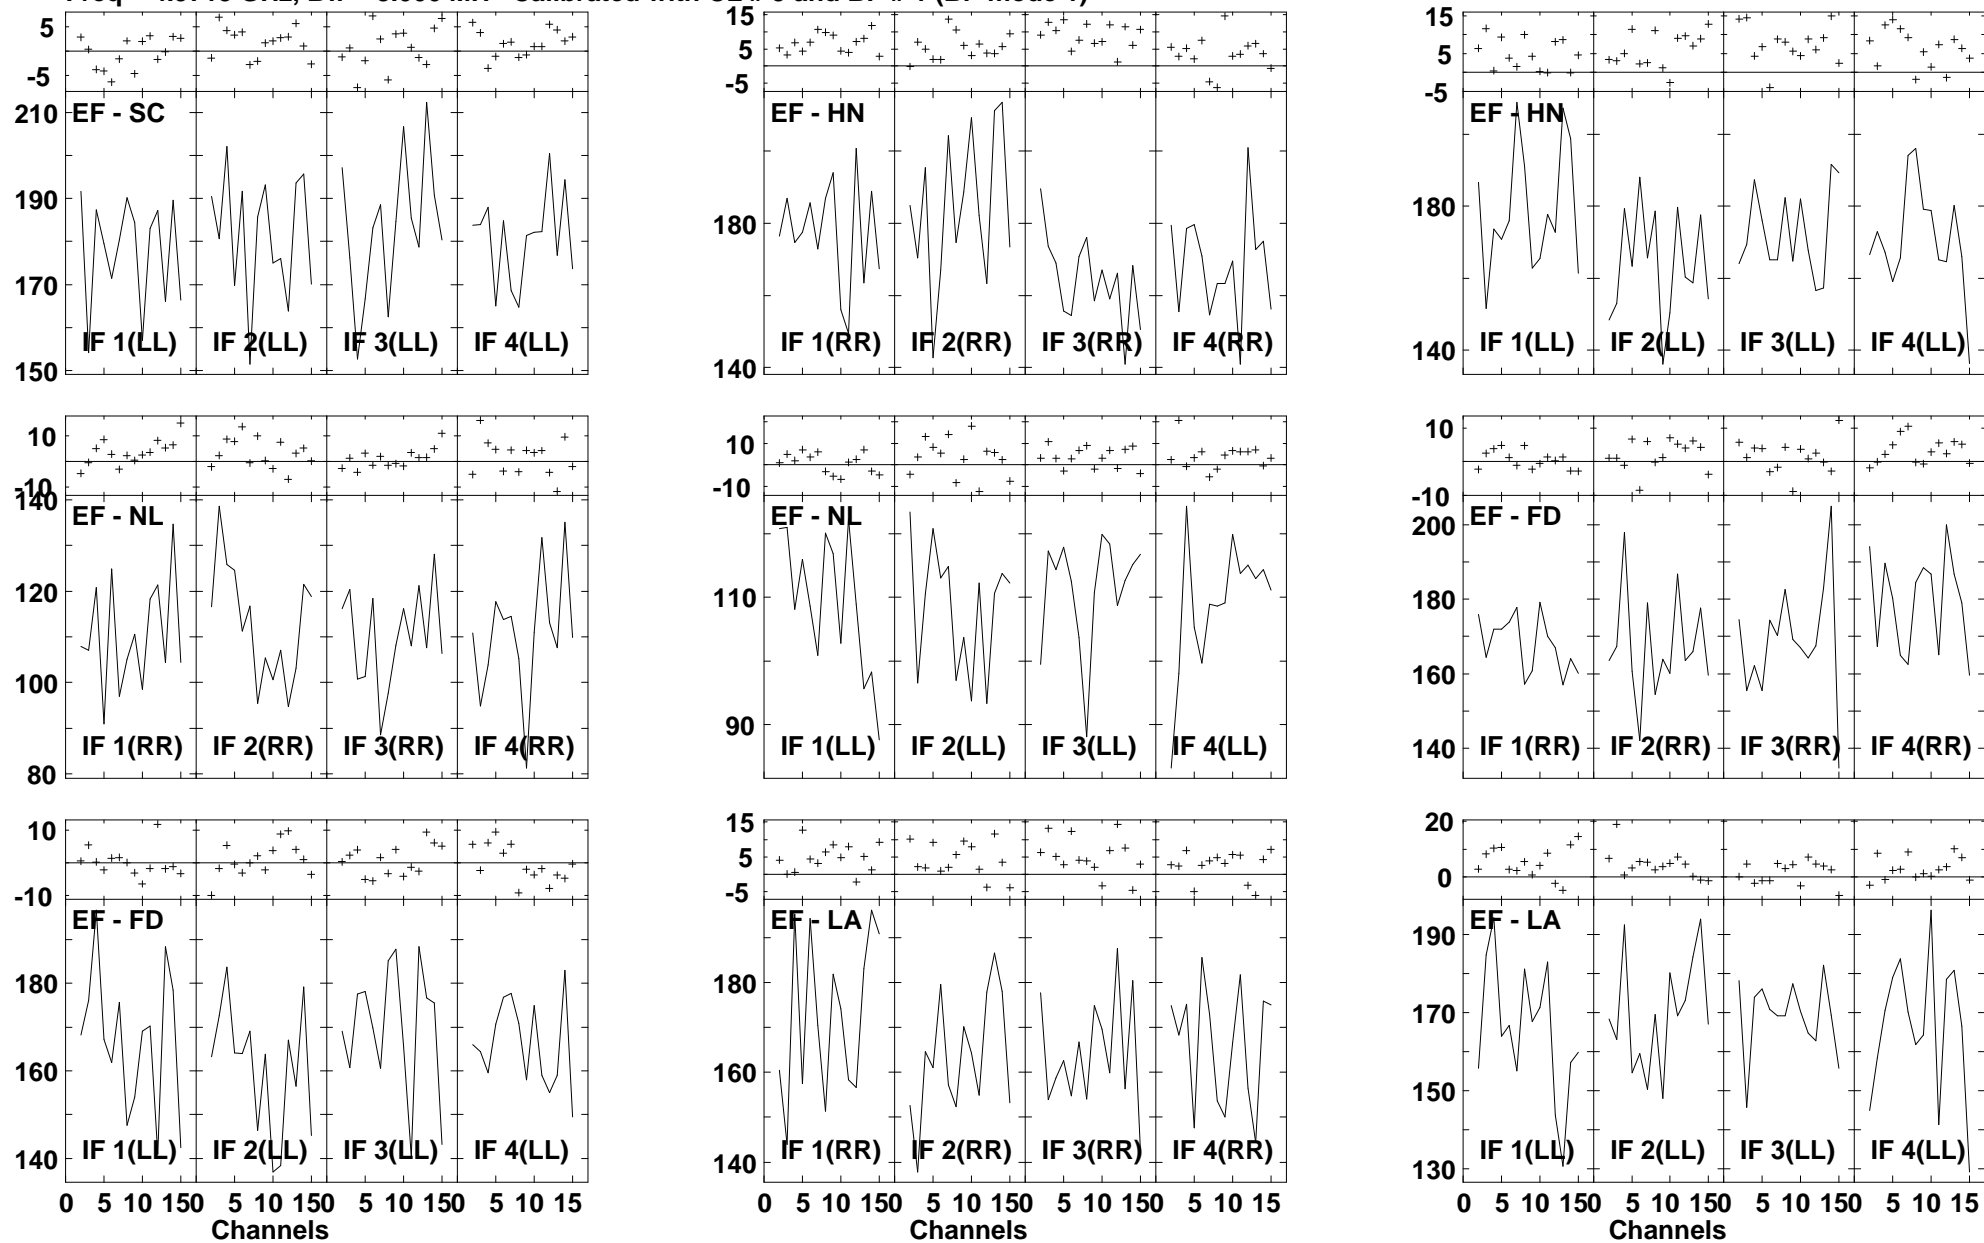 5
-5
210 EF - SC
190
170
IF 1(LL) IF 2(LL) IF 3(LL) IF 4(LL)
150
15
5
-5
EF - HN
180
IF 1(RR) IF 2(RR) IF 3(RR) IF 4(RR)
140
15
5
-5
EF - HN
180
IF 1(LL) IF 2(LL) IF 3(LL) IF 4(LL)
140
10
-10
140
EF - NL
120
100
IF 1(RR) IF 2(RR) IF 3(RR) IF 4(RR)
80
10
-10
EF - NL
110
90
IF 1(LL) IF 2(LL) IF 3(LL) IF 4(LL)
10
-10
EF - FD
200
180
160
140 IF 1(RR) IF 2(RR) IF 3(RR) IF 4(RR)
10
-10
EF - FD
180
160
140 IF 1(LL) IF 2(LL) IF 3(LL) IF 4(LL)
0 5 10 150 5 10 150 5 10 150 5 10 15
Channels
15
5
-5
EF - LA
180
160
140 IF 1(RR) IF 2(RR) IF 3(RR) IF 4(RR)
0 5 10 150 5 10 150 5 10 150 5 10 15
Channels
20
0
EF - LA
190
170
150
130 IF 1(LL) IF 2(LL) IF 3(LL) IF 4(LL)
0 5 10 150 5 10 150 5 10 150 5 10 15
Channels